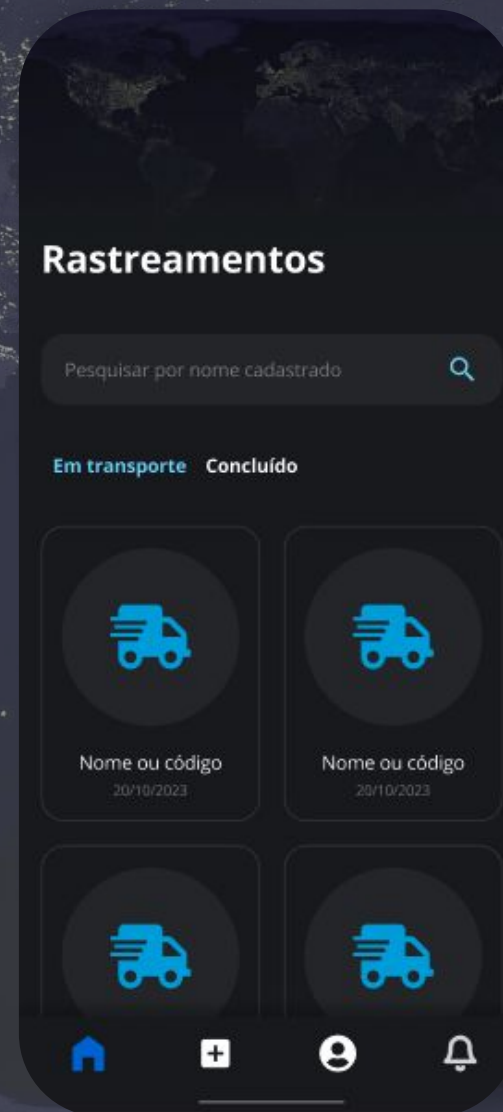 Rastreamentos
Pesquisar por nome cadastrado
Em transporte Concluído
Nome ou código Nome ou código
20/10/2023 20/10/2023